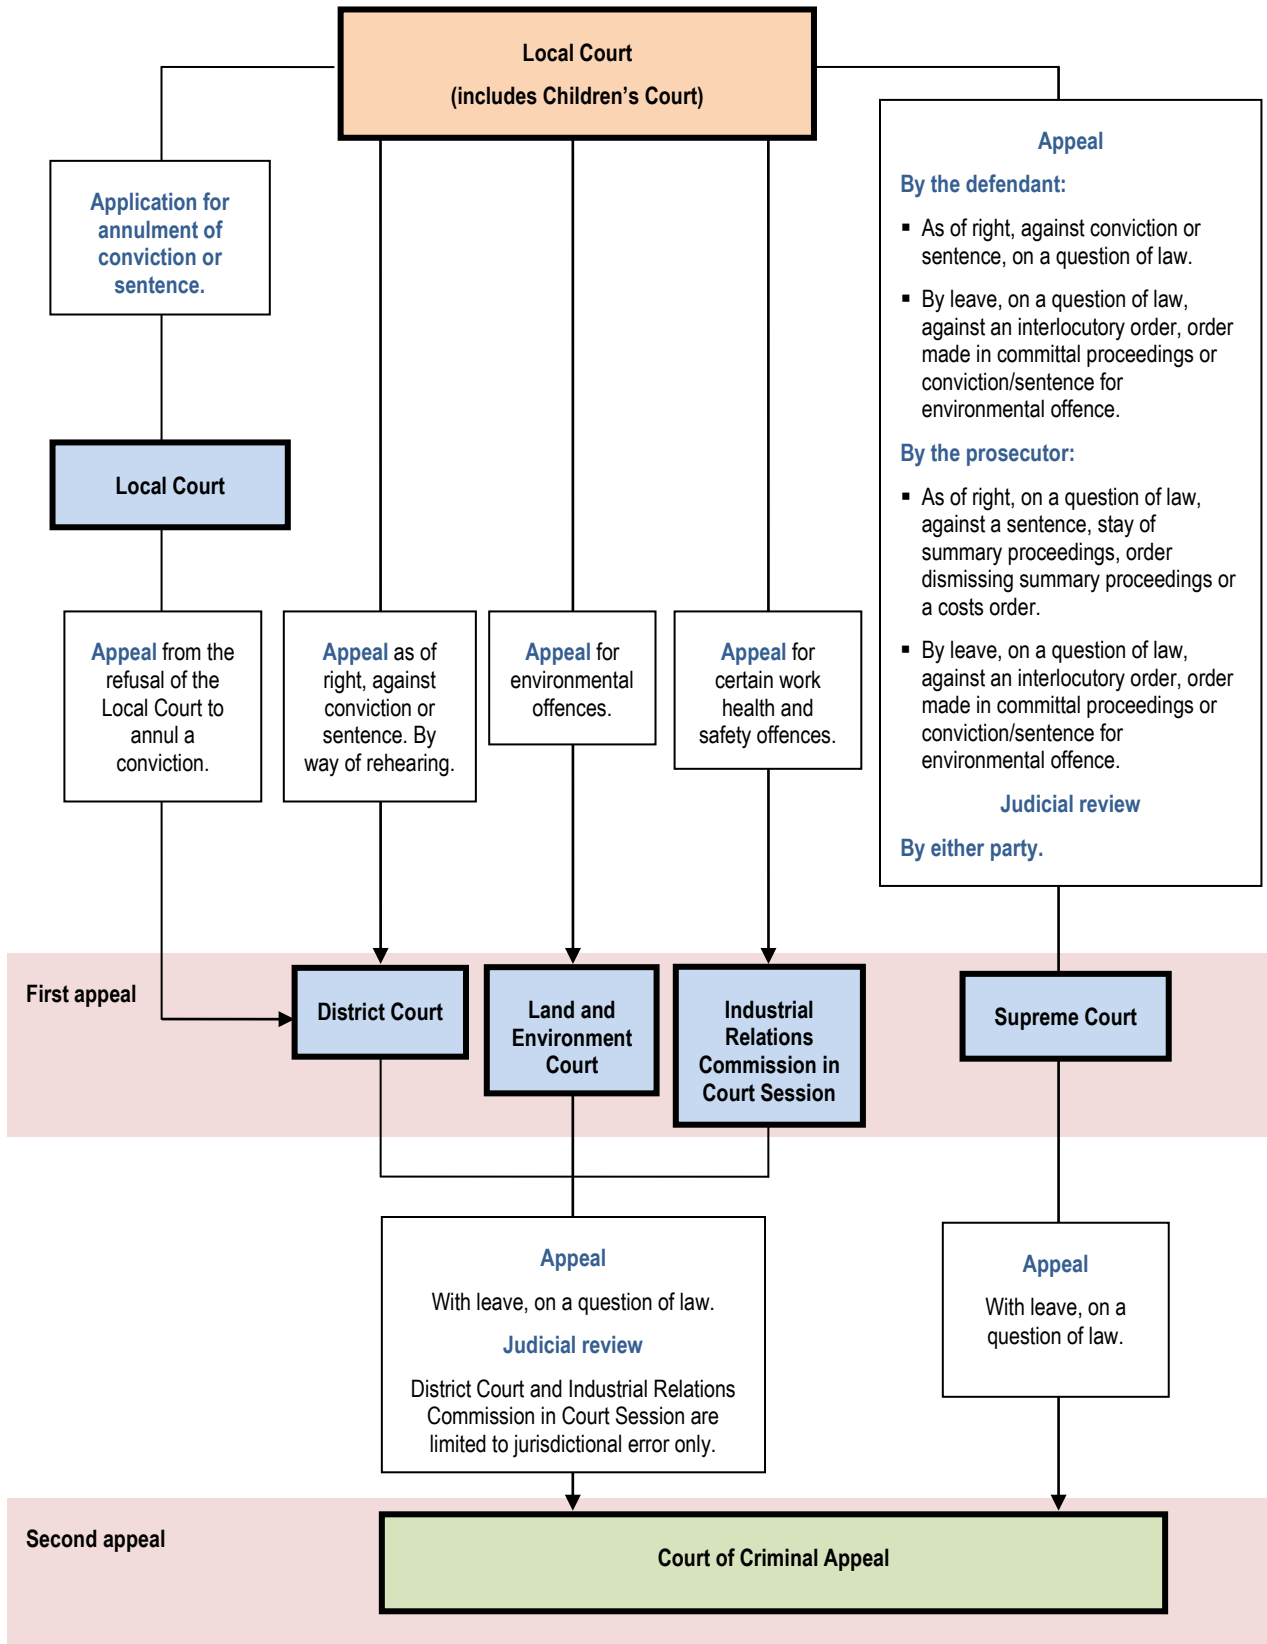 Local Court
(includes Children's Court)
Application for
annulment of
conviction or
sentence.
Local Court
Appeal from the
refusal of the
Local Court to
annul a
conviction.
Appeal as of
right, against
conviction or
sentence. By
way of rehearing.
Appeal for
environmental
offences.
Appeal for
certain work
health and
safety offences.
Appeal
By the defendant:
▪ As of right, against conviction or
sentence, on a question of law.
▪ By leave, on a question of law,
against an interlocutory order, order
made in committal proceedings or
conviction/sentence for
environmental offence.
By the prosecutor:
▪ As of right, on a question of law,
against a sentence, stay of
summary proceedings, order
dismissing summary proceedings or
a costs order.
▪ By leave, on a question of law,
against an interlocutory order, order
made in committal proceedings or
conviction/sentence for
environmental offence.
Judicial review
By either party.
First appeal
District Court
Land and
Environment
Court
Industrial
Relations
Commission in
Court Session
Supreme Court
Appeal
With leave, on a question of law.
Judicial review
District Court and Industrial Relations
Commission in Court Session are
limited to jurisdictional error only.
Appeal
With leave, on a
question of law.
Second appeal
Court of Criminal Appeal